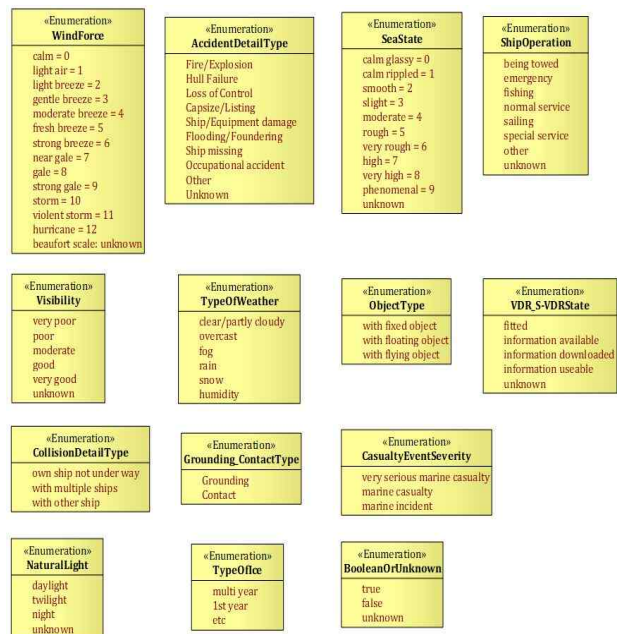 «Enumeration»
WindForce
calm = 0
light air = 1
light breeze = 2
gentle breeze = 3
moderate breeze = 4
fresh breeze = 5
strong breeze = 6
near gale = 7
gale = 8
strong gale = 9
storm = 10
violent storm = 11
hurricane = 12
beaufort scale: unknown
«Enumeration»
AccidentDetailType
Fire/Explosion
Hull Failure
Loss of Control
Capsize/Listing
Ship/Equipment damage
Flooding/Foundering
Ship missing
Occupational accident
Other
Unknown
«Enumeration»
SeaState
calm glassy = 0
calm rippled = 1
smooth = 2
slight = 3
moderate = 4
rough = 5
very rough = 6
high = 7
very high = 8
phenomenal = 9
unknown
«Enumeration»
ShipOperation
being towed
emergency
fishing
normal service
sailing
special service
other
unknown
«Enumeration»
Visibility
very poor
poor
moderate
good
very good
unknown
«Enumeration»
TypeOfWeather
clear/partly cloudy
overcast
fog
rain
snow
humidity
«Enumeration»
ObjectType
with fixed object
with floating object
with flying object
«Enumeration»
VDR_S-VDRState
fitted
information available
information downloaded
information useable
unknown
«Enumeration»
CollisionDetailType
own ship not under way
with multiple ships
with other ship
«Enumeration»
Grounding_ContactType
Grounding
Contact
«Enumeration»
CasualtyEventSeverity
very serious marine casualty
marine casualty
marine incident
«Enumeration»
NaturalLight
daylight
twilight
night
unknown
«Enumeration»
TypeOfIce
multi year
1st year
etc
«Enumeration»
BooleanOrUnknown
true
false
unknown